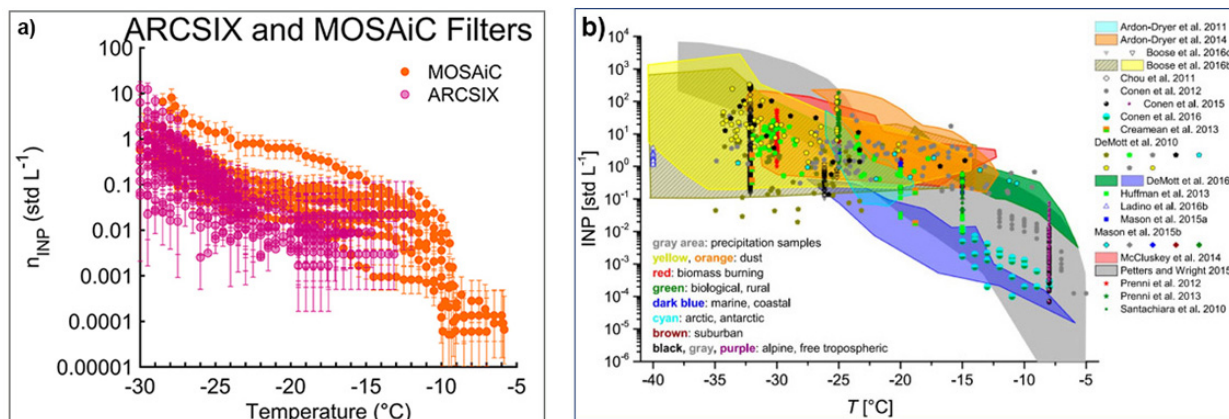 a)
ARCSIX and MOSAiC Filters
MOSAiC
ARCSIX
n_INP (std L⁻¹)
100
10
1
0.1
0.01
0.001
0.0001
0.00001
-30 -25 -20 -15 -10 -5
Temperature (°C)
b)
INP [std L⁻¹]
10⁴
10³
10²
10¹
10⁰
10⁻¹
10⁻²
10⁻³
10⁻⁴
10⁻⁵
10⁻⁶
gray area: precipitation samples
yellow, orange: dust
red: biomass burning
green: biological, rural
dark blue: marine, coastal
cyan: arctic, antarctic
brown: suburban
black, gray, purple: alpine, free tropospheric
-40 -35 -30 -25 -20 -15 -10 -5
T [°C]
Ardon-Dryer et al. 2011
Ardon-Dryer et al. 2014
Boose et al. 2016
Boose et al. 2016b
Chou et al. 2011
Conen et al. 2012
Conen et al. 2015
Conen et al. 2016
Creamean et al. 2013
DeMott et al. 2010
DeMott et al. 2016
Huffman et al. 2013
Ladino et al. 2016b
Mason et al. 2015a
Mason et al. 2015b
McCluskey et al. 2014
Petters and Wright 2015
Prenni et al. 2012
Prenni et al. 2013
Santachiara et al. 2010